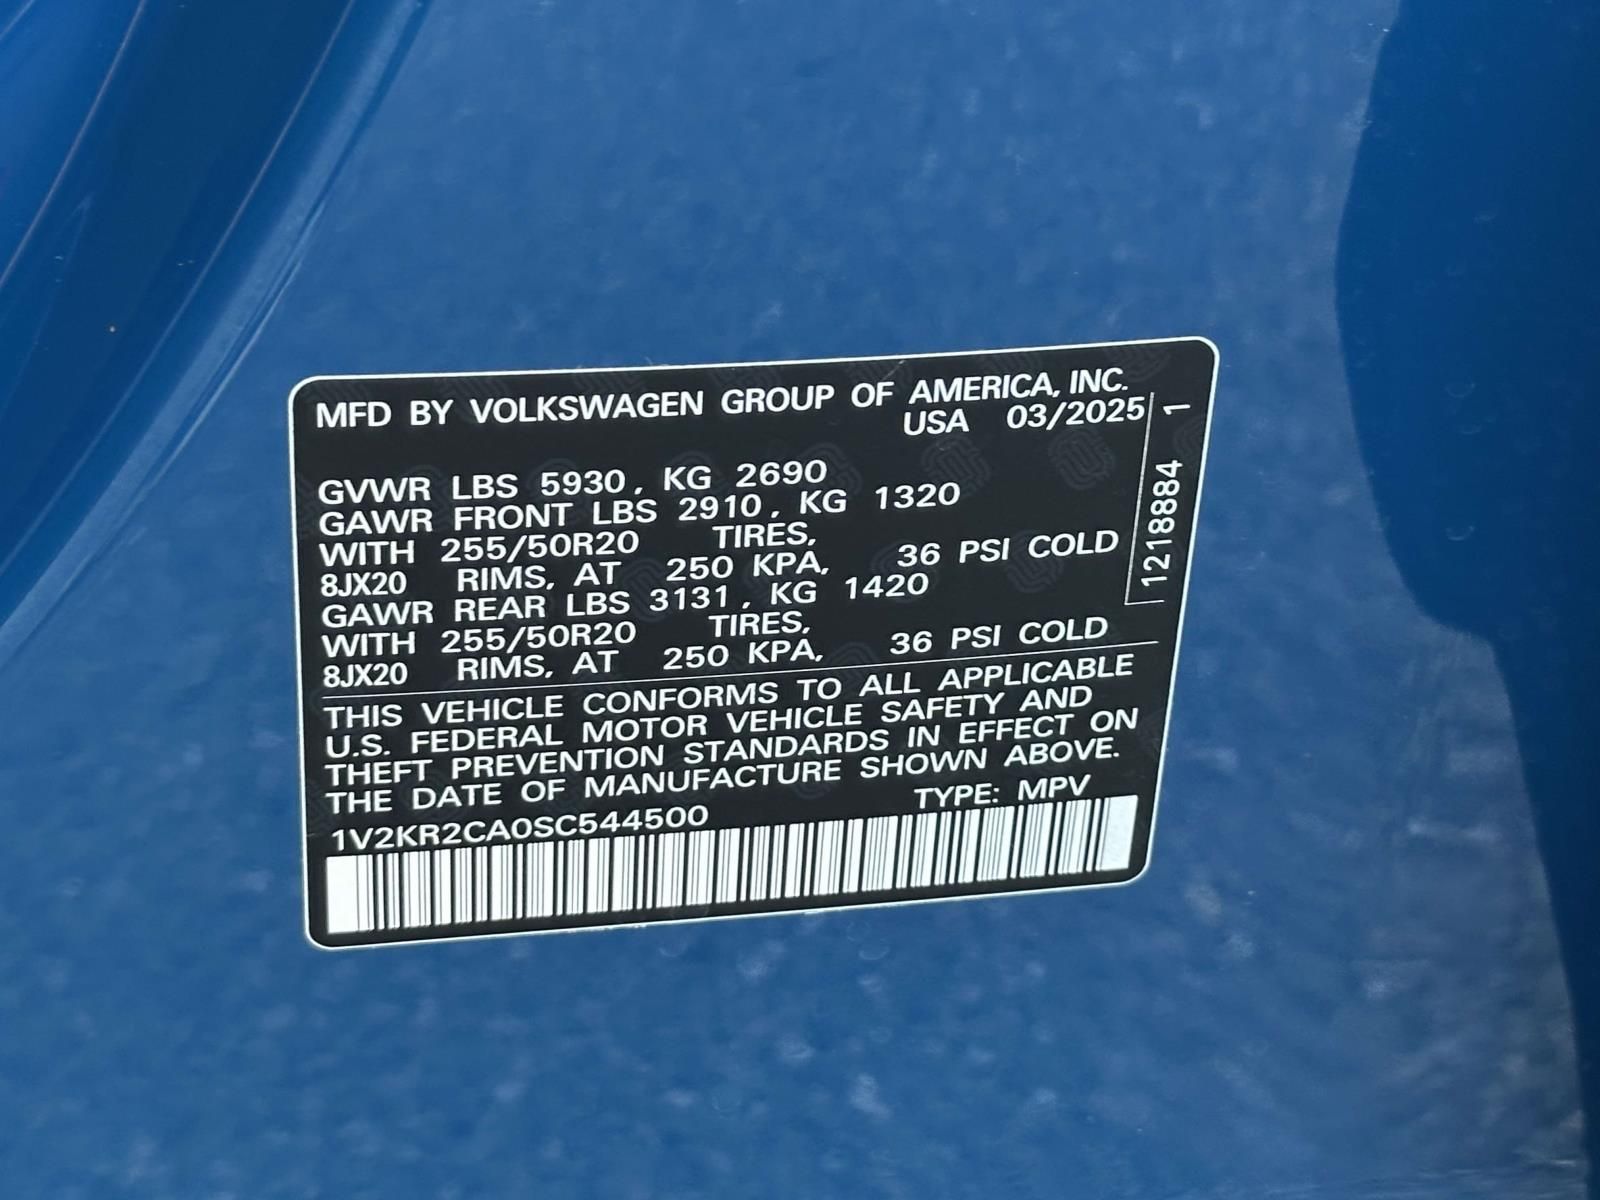 MFD BY VOLKSWAGEN GROUP OF AMERICA, INC.
USA 03/2025
GVWR LBS 5930, KG 2690
GAWR FRONT LBS 2910, KG 1320
WITH 255/50R20 TIRES,
8JX20 RIMS, AT 250 KPA, 36 PSI COLD
GAWR REAR LBS 3131, KG 1420
WITH 255/50R20 TIRES,
8JX20 RIMS, AT 250 KPA, 36 PSI COLD
THIS VEHICLE CONFORMS TO ALL APPLICABLE
U.S. FEDERAL MOTOR VEHICLE SAFETY AND
THEFT PREVENTION STANDARDS IN EFFECT ON
THE DATE OF MANUFACTURE SHOWN ABOVE.
1V2KR2CA0SC544500 TYPE: MPV
1218884 1